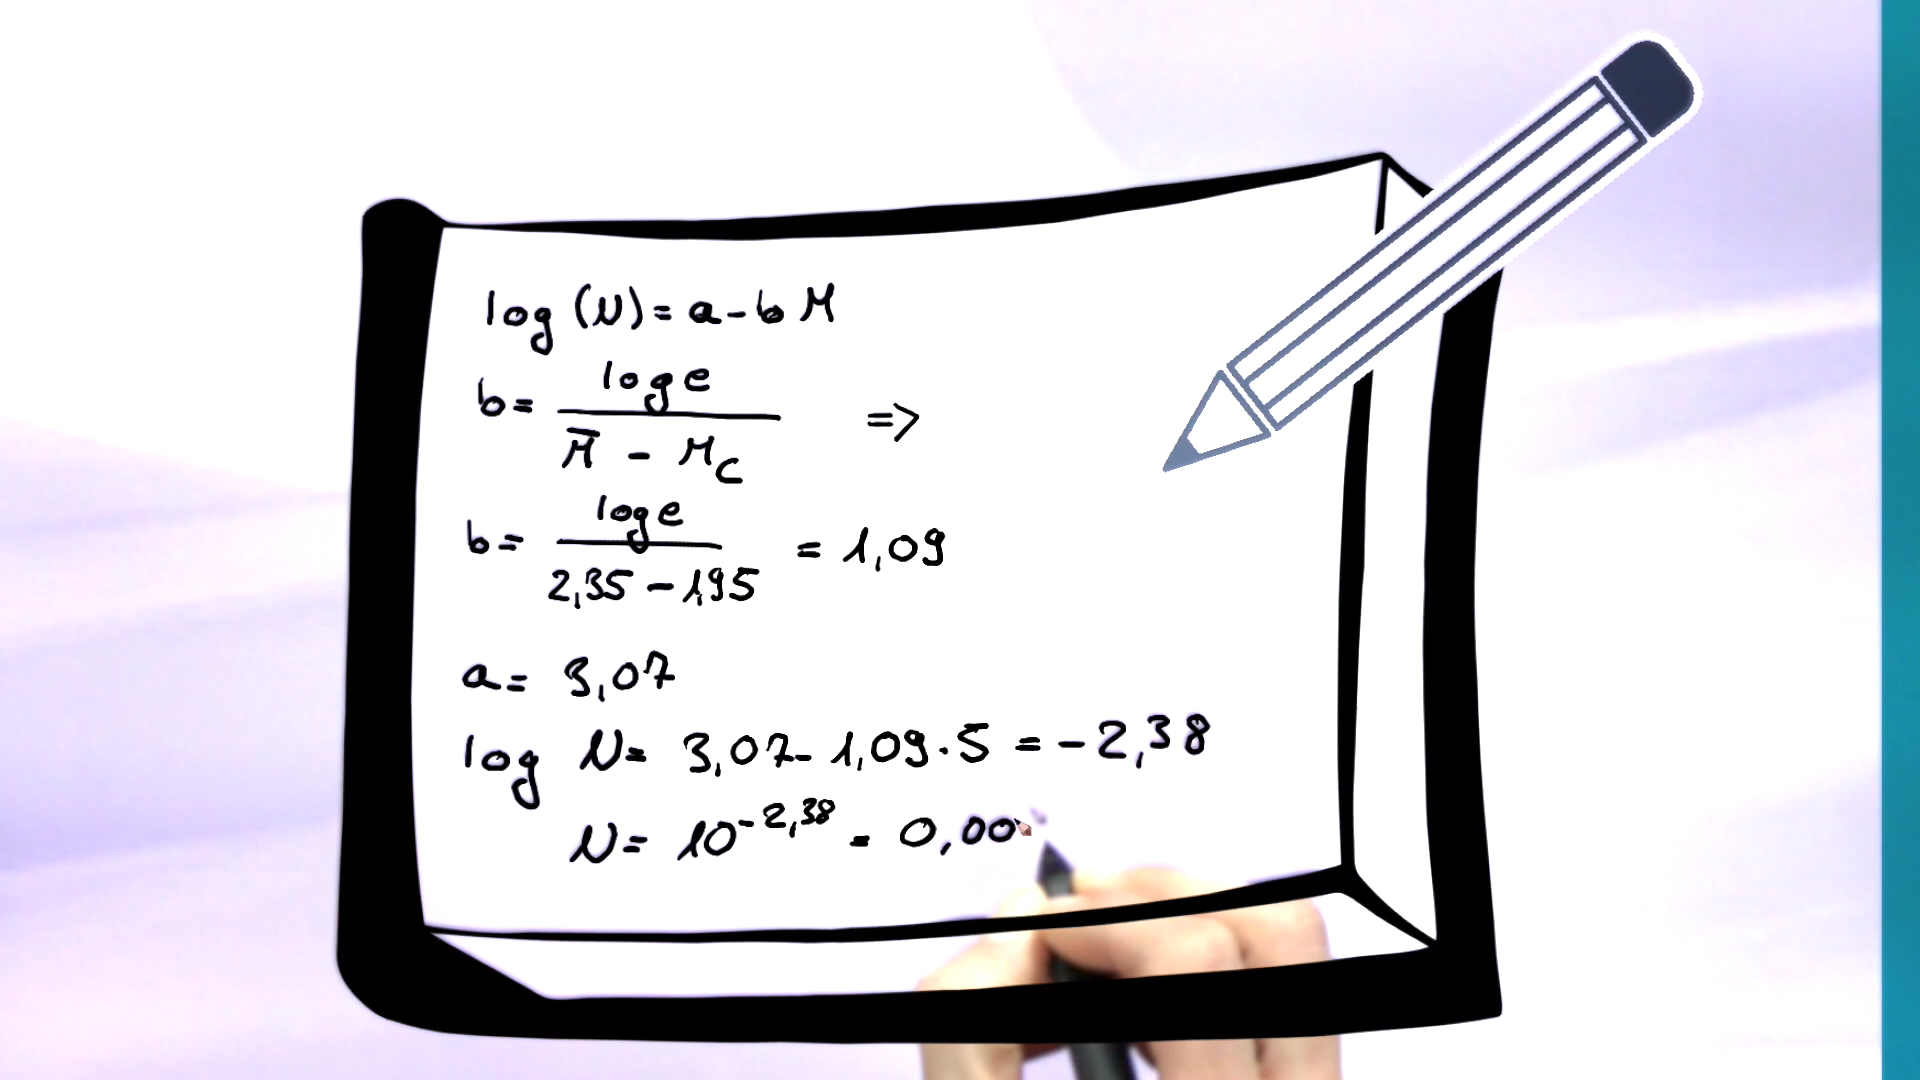 log (N) = a - b M
b = log e / M̄ - M_C =>
b = log e / 2,35 - 1,95 = 1,09
a = 3,07
log N = 3,07 - 1,09 · 5 = - 2,38
N = 10^-2,38 = 0,00